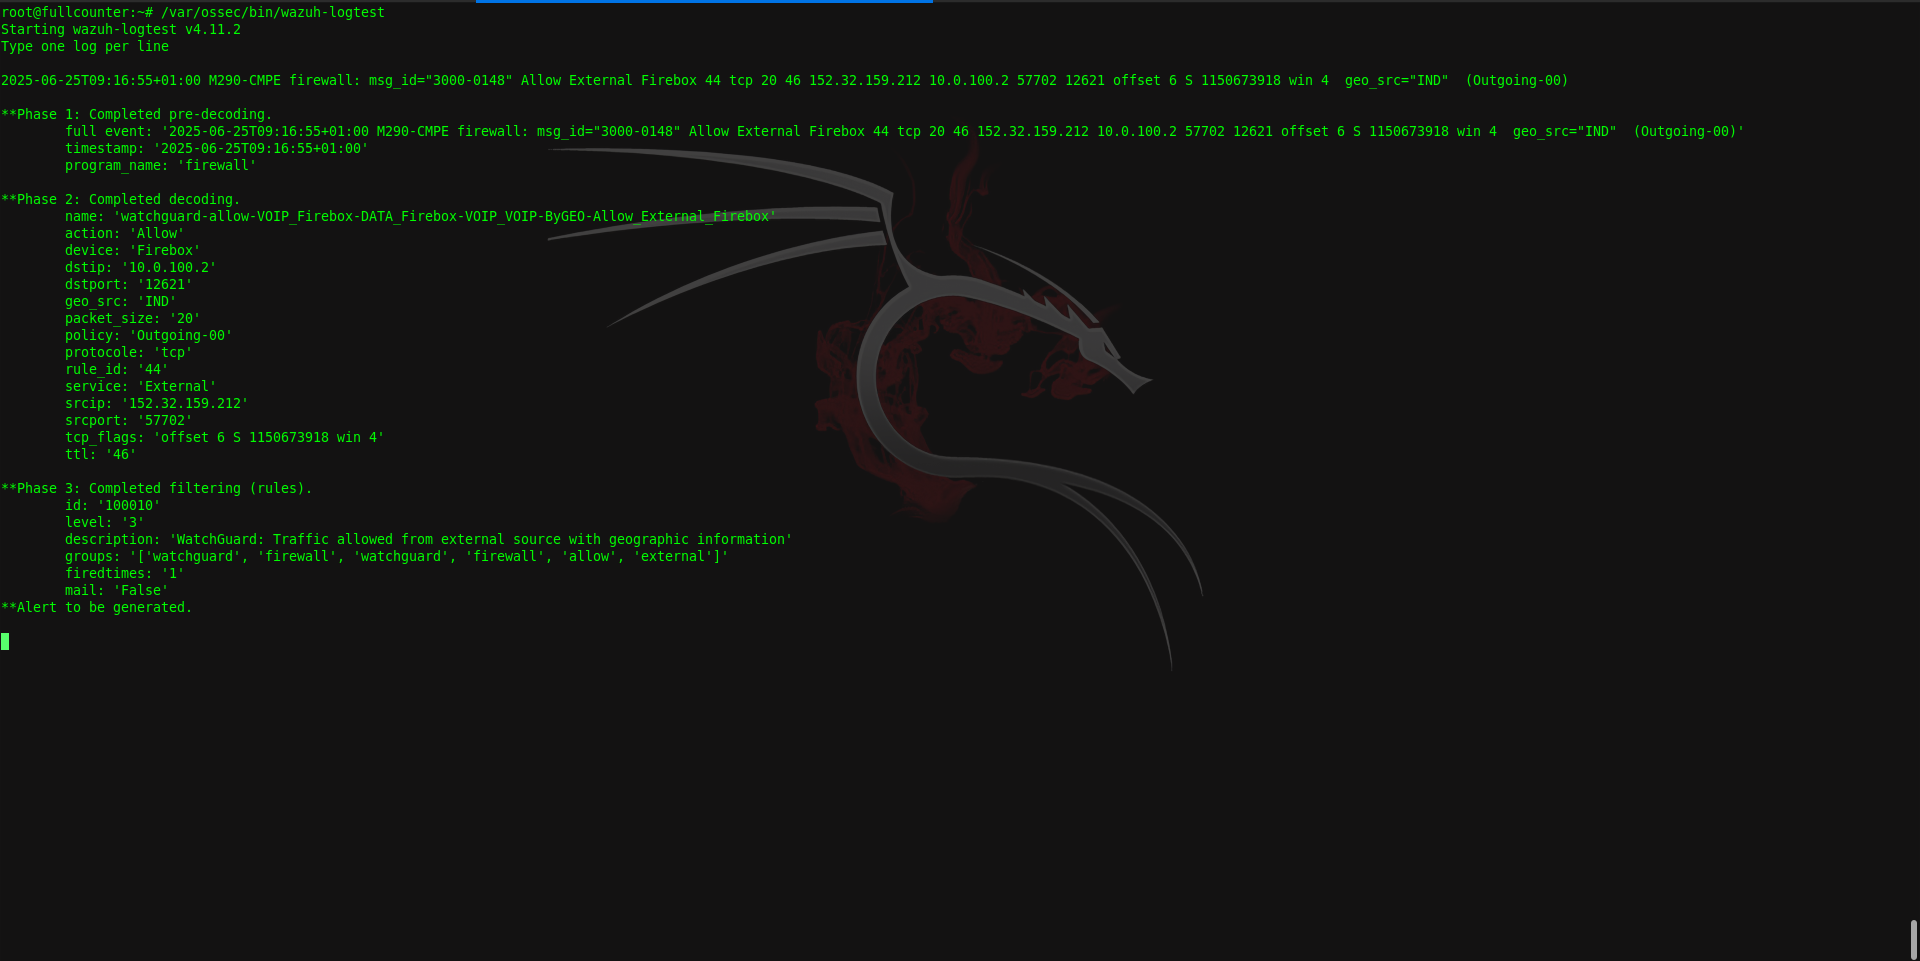 root@fullcounter:~# /var/ossec/bin/wazuh-logtest
Starting wazuh-logtest v4.11.2
Type one log per line
2025-06-25T09:16:55+01:00 M290-CMPE firewall: msg_id="3000-0148" Allow External Firebox 44 tcp 20 46 152.32.159.212 10.0.100.2 57702 12621 offset 6 S 1150673918 win 4  geo_src="IND"  (Outgoing-00)
**Phase 1: Completed pre-decoding.
full event: '2025-06-25T09:16:55+01:00 M290-CMPE firewall: msg_id="3000-0148" Allow External Firebox 44 tcp 20 46 152.32.159.212 10.0.100.2 57702 12621 offset 6 S 1150673918 win 4  geo_src="IND"  (Outgoing-00)'
timestamp: '2025-06-25T09:16:55+01:00'
program_name: 'firewall'
**Phase 2: Completed decoding.
name: 'watchguard-allow-VOIP_Firebox-DATA_Firebox-VOIP_VOIP-ByGEO-Allow_External_Firebox'
action: 'Allow'
device: 'Firebox'
dstip: '10.0.100.2'
dstport: '12621'
geo_src: 'IND'
packet_size: '20'
policy: 'Outgoing-00'
protocole: 'tcp'
rule_id: '44'
service: 'External'
srcip: '152.32.159.212'
srcport: '57702'
tcp_flags: 'offset 6 S 1150673918 win 4'
ttl: '46'
**Phase 3: Completed filtering (rules).
id: '100010'
level: '3'
description: 'WatchGuard: Traffic allowed from external source with geographic information'
groups: '['watchguard', 'firewall', 'watchguard', 'firewall', 'allow', 'external']'
firedtimes: '1'
mail: 'False'
**Alert to be generated.